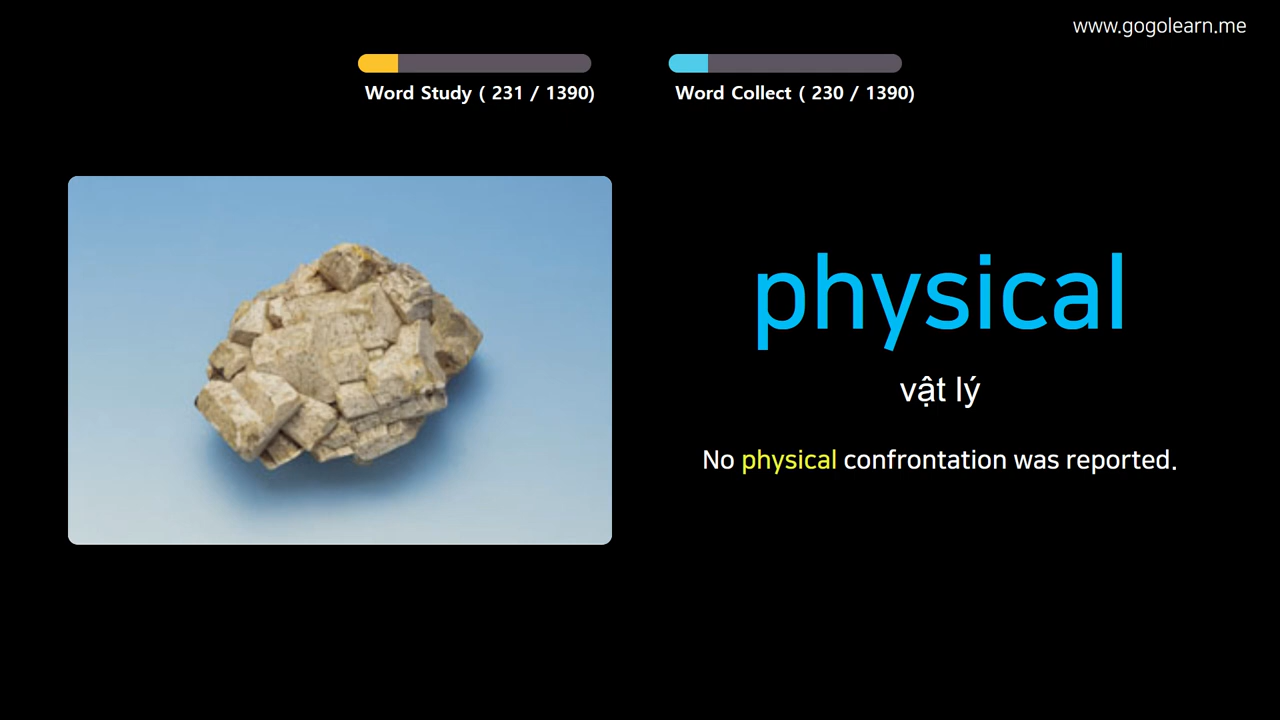 www.gogolearn.me
Word Study ( 231 / 1390)
Word Collect ( 230 / 1390)
physical
vật lý
No physical confrontation was reported.